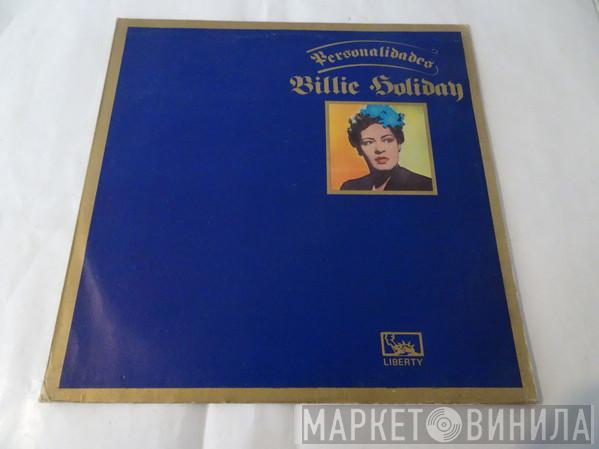 Personalidades
Billie Holiday
LIBERTY
МАРКЕТ ВИНИЛА